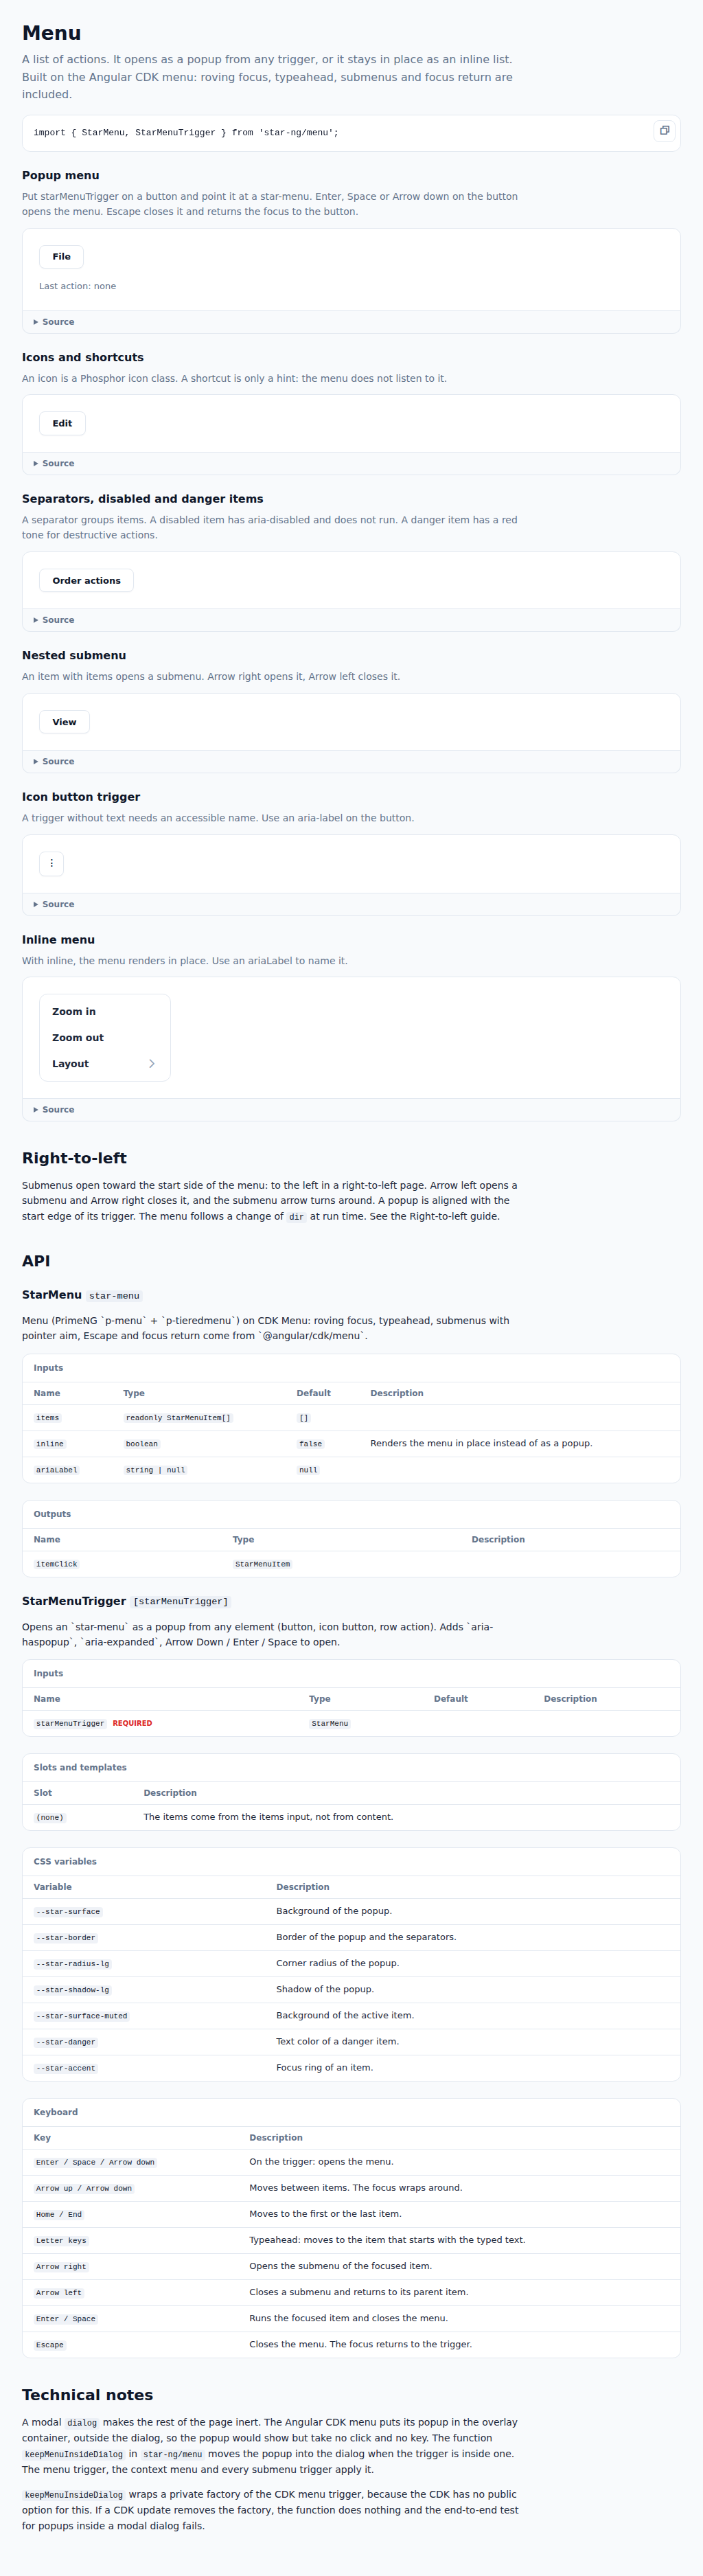 Menu
A list of actions. It opens as a popup from any trigger, or it stays in place as an inline list.
Built on the Angular CDK menu: roving focus, typeahead, submenus and focus return are
included.
import { StarMenu, StarMenuTrigger } from 'star-ng/menu';
Popup menu
Put starMenuTrigger on a button and point it at a star-menu. Enter, Space or Arrow down on the button
opens the menu. Escape closes it and returns the focus to the button.
File
Last action: none
Source
Icons and shortcuts
An icon is a Phosphor icon class. A shortcut is only a hint: the menu does not listen to it.
Edit
Source
Separators, disabled and danger items
A separator groups items. A disabled item has aria-disabled and does not run. A danger item has a red
tone for destructive actions.
Order actions
Source
Nested submenu
An item with items opens a submenu. Arrow right opens it, Arrow left closes it.
View
Source
Icon button trigger
A trigger without text needs an accessible name. Use an aria-label on the button.
Source
Inline menu
With inline, the menu renders in place. Use an ariaLabel to name it.
Zoom in
Zoom out
Layout
Source
Right-to-left
Submenus open toward the start side of the menu: to the left in a right-to-left page. Arrow left opens a
submenu and Arrow right closes it, and the submenu arrow turns around. A popup is aligned with the
start edge of its trigger. The menu follows a change of dir at run time. See the Right-to-left guide.
API
StarMenu star-menu
Menu (PrimeNG `p-menu` + `p-tieredmenu`) on CDK Menu: roving focus, typeahead, submenus with
pointer aim, Escape and focus return come from `@angular/cdk/menu`.
Inputs
Name Type Default Description
items readonly StarMenuItem[] []
inline boolean false Renders the menu in place instead of as a popup.
ariaLabel string | null null
Outputs
Name Type Description
itemClick StarMenuItem
StarMenuTrigger [starMenuTrigger]
Opens an `star-menu` as a popup from any element (button, icon button, row action). Adds `aria-
haspopup`, `aria-expanded`, Arrow Down / Enter / Space to open.
Inputs
Name Type Default Description
starMenuTrigger REQUIRED StarMenu
Slots and templates
Slot Description
(none) The items come from the items input, not from content.
CSS variables
Variable Description
--star-surface Background of the popup.
--star-border Border of the popup and the separators.
--star-radius-lg Corner radius of the popup.
--star-shadow-lg Shadow of the popup.
--star-surface-muted Background of the active item.
--star-danger Text color of a danger item.
--star-accent Focus ring of an item.
Keyboard
Key Description
Enter / Space / Arrow down On the trigger: opens the menu.
Arrow up / Arrow down Moves between items. The focus wraps around.
Home / End Moves to the first or the last item.
Letter keys Typeahead: moves to the item that starts with the typed text.
Arrow right Opens the submenu of the focused item.
Arrow left Closes a submenu and returns to its parent item.
Enter / Space Runs the focused item and closes the menu.
Escape Closes the menu. The focus returns to the trigger.
Technical notes
A modal dialog makes the rest of the page inert. The Angular CDK menu puts its popup in the overlay
container, outside the dialog, so the popup would show but take no click and no key. The function
keepMenuInsideDialog in star-ng/menu moves the popup into the dialog when the trigger is inside one.
The menu trigger, the context menu and every submenu trigger apply it.
keepMenuInsideDialog wraps a private factory of the CDK menu trigger, because the CDK has no public
option for this. If a CDK update removes the factory, the function does nothing and the end-to-end test
for popups inside a modal dialog fails.